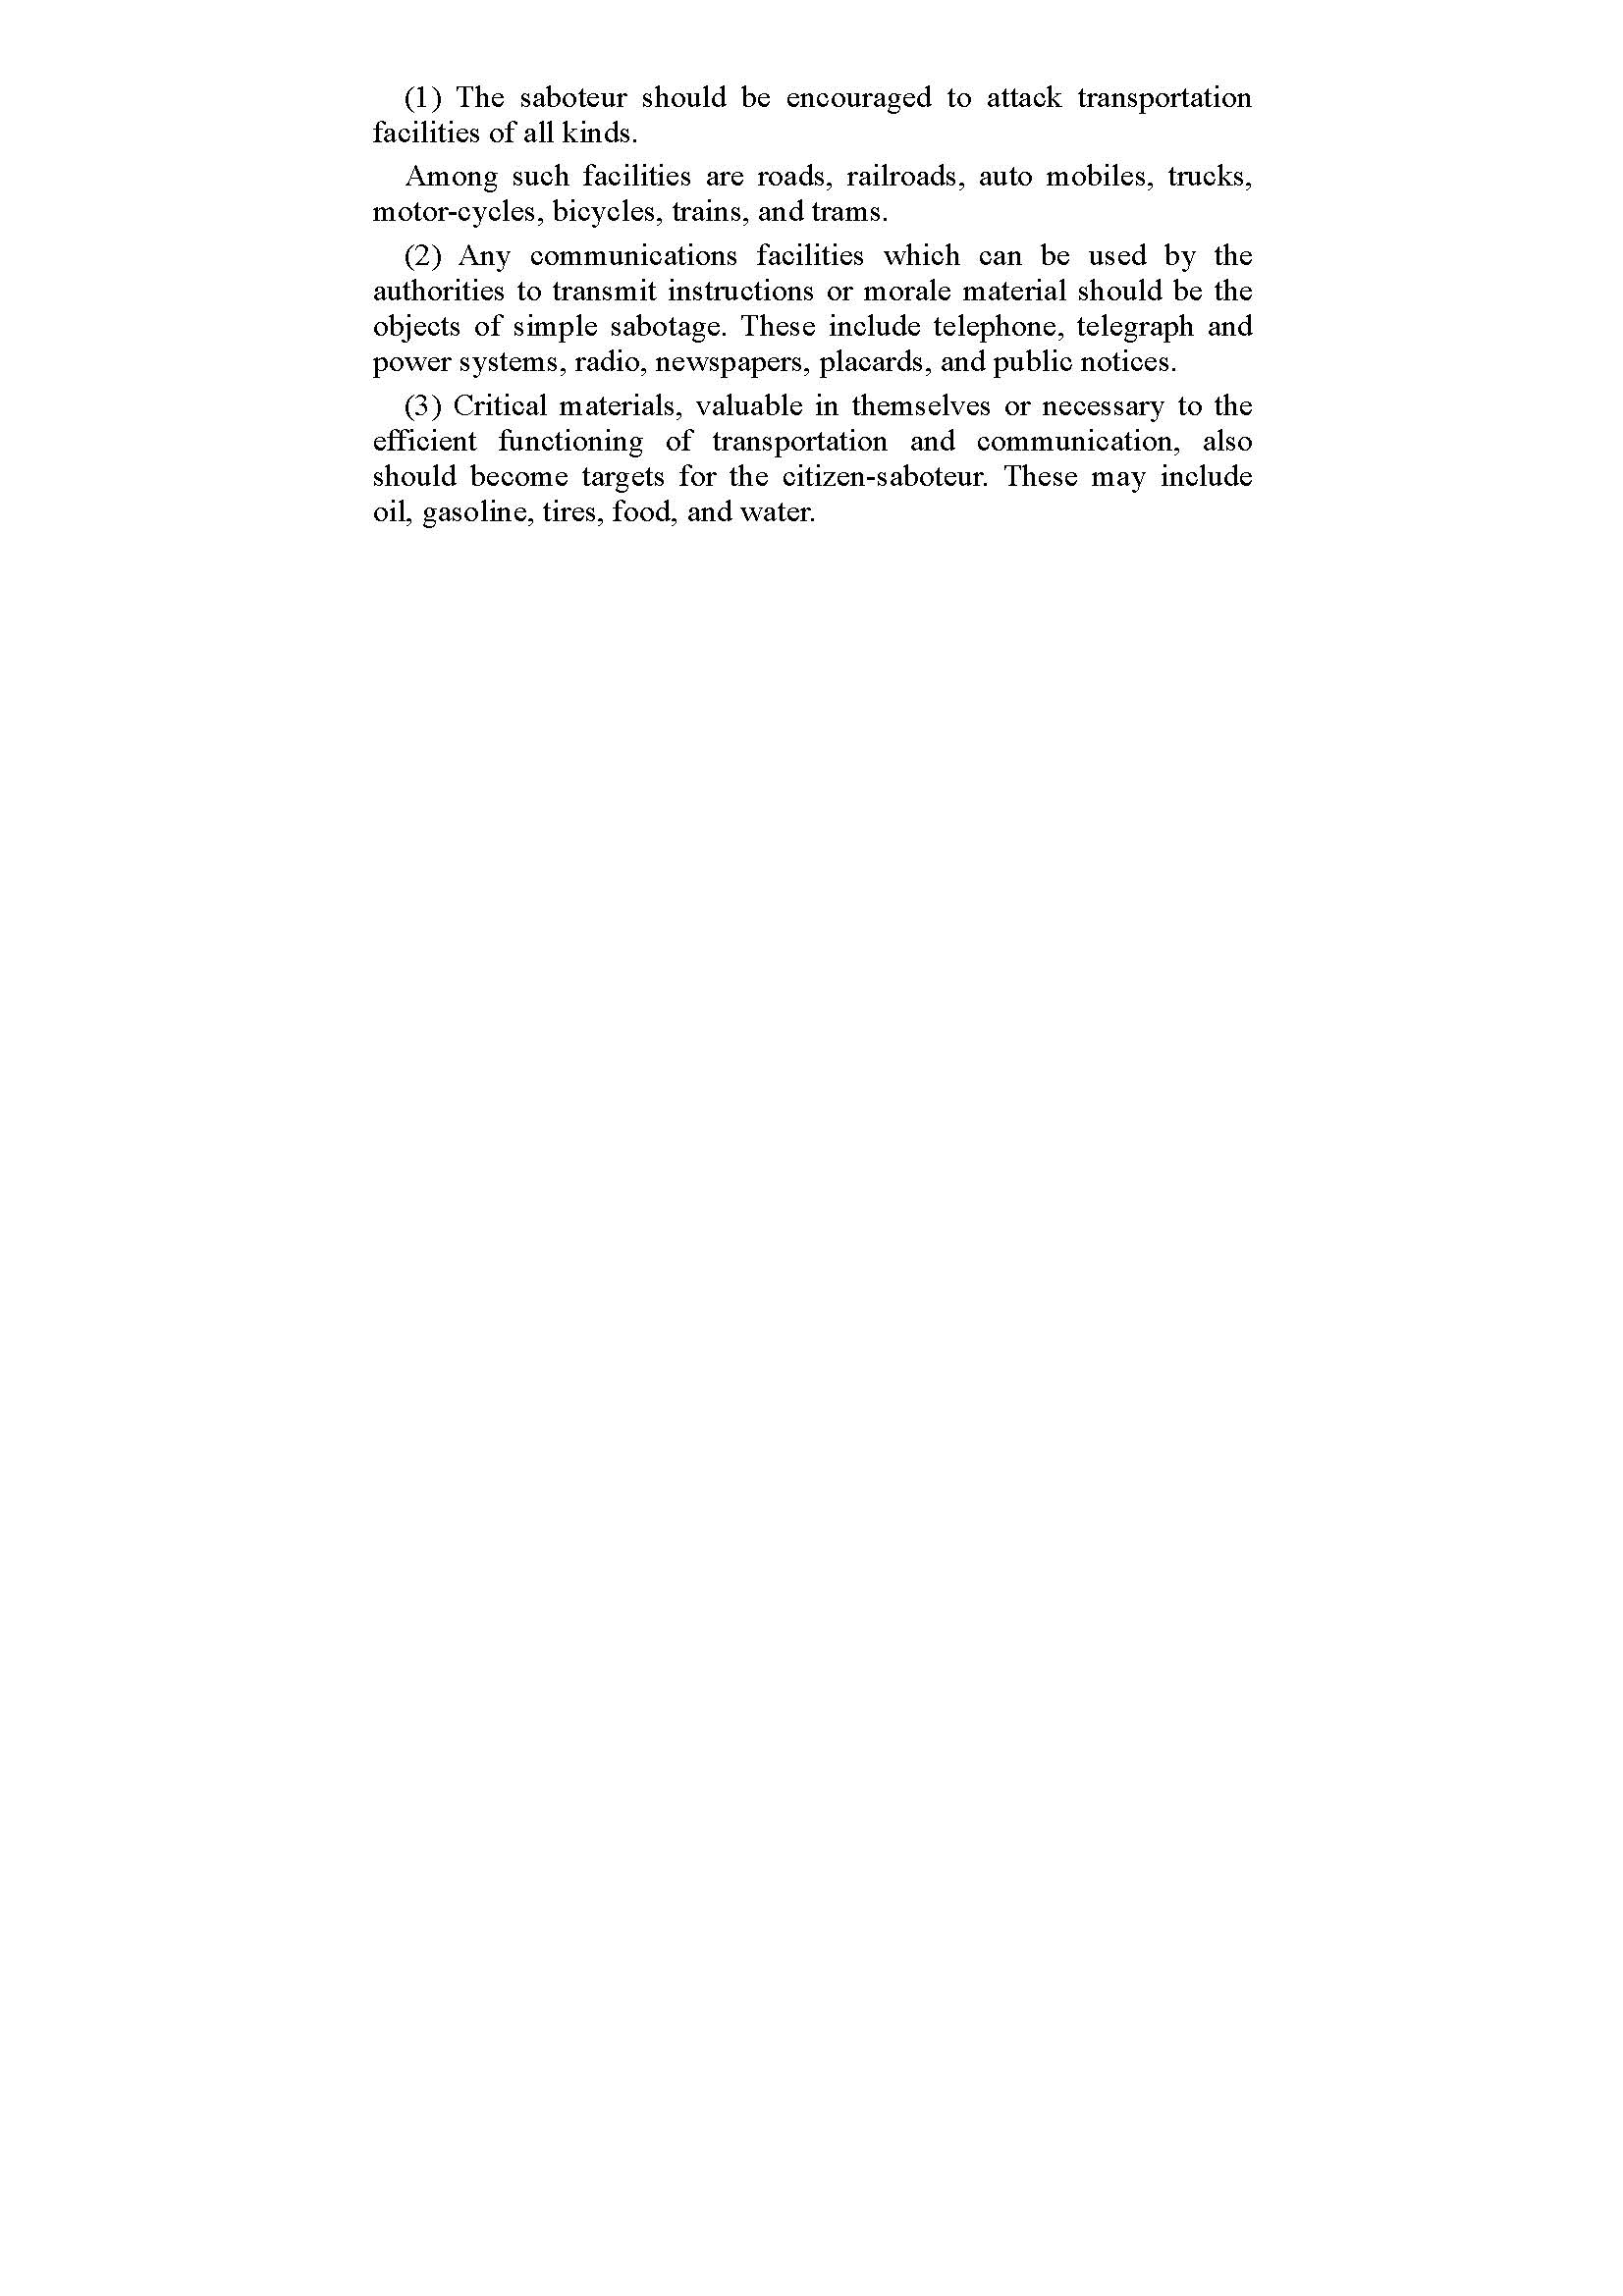 (1) The saboteur should be encouraged to attack transportation
facilities of all kinds.
Among such facilities are roads, railroads, auto mobiles, trucks,
motor-cycles, bicycles, trains, and trams.
(2) Any communications facilities which can be used by the
authorities to transmit instructions or morale material should be the
objects of simple sabotage. These include telephone, telegraph and
power systems, radio, newspapers, placards, and public notices.
(3) Critical materials, valuable in themselves or necessary to the
efficient functioning of transportation and communication, also
should become targets for the citizen-saboteur. These may include
oil, gasoline, tires, food, and water.